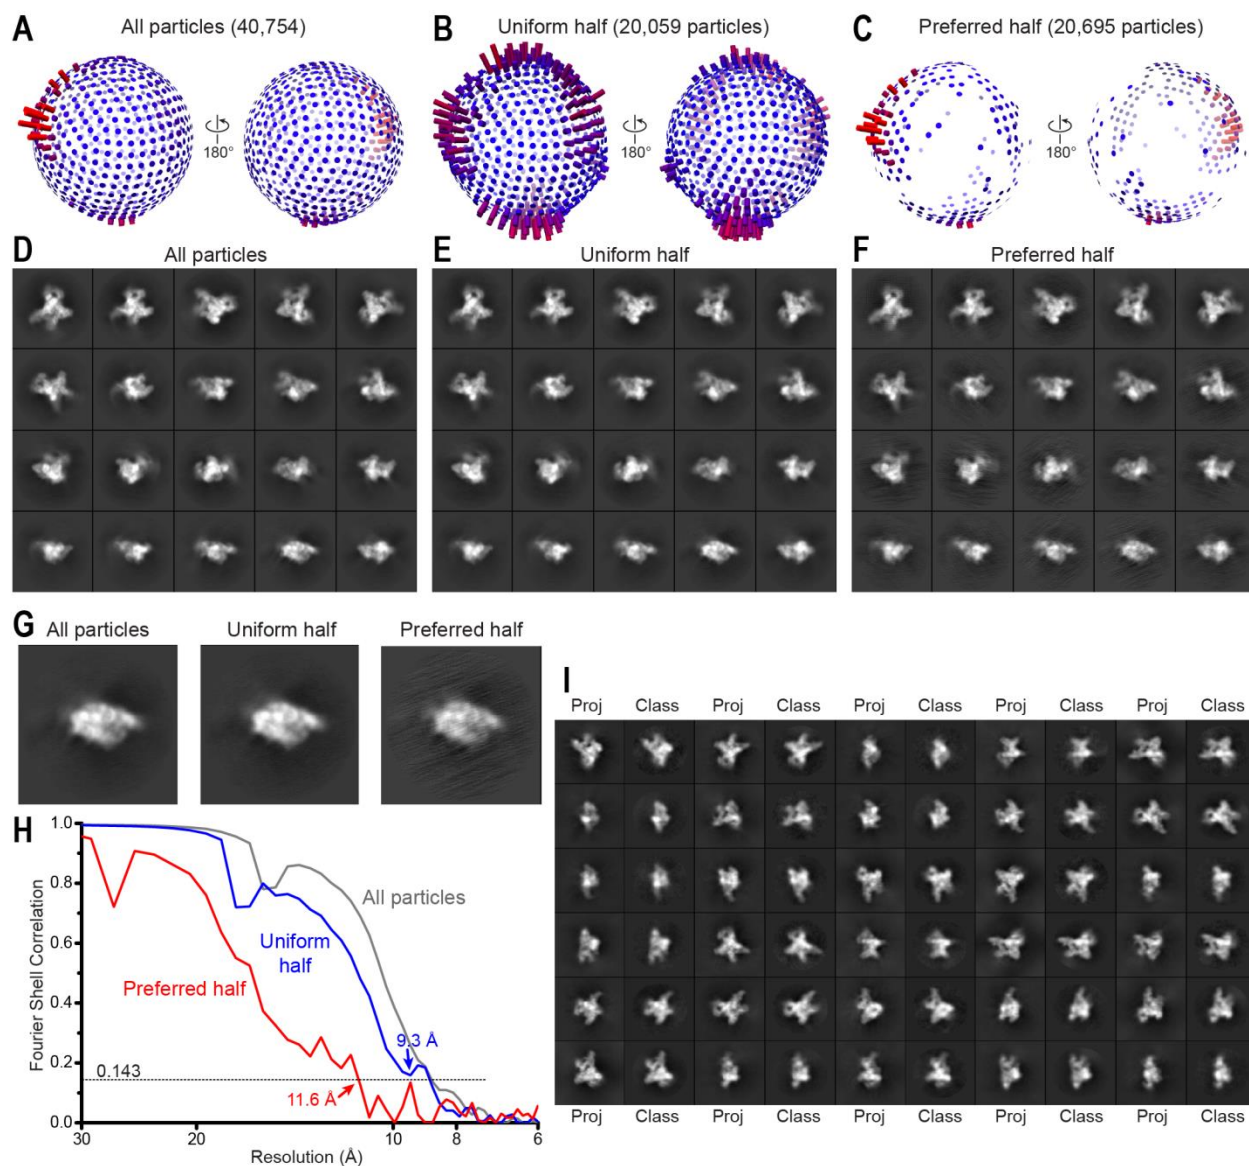 A All particles (40,754)
B Uniform half (20,059 particles)
C Preferred half (20,695 particles)
180°
180°
180°
D All particles
E Uniform half
F Preferred half
G All particles Uniform half Preferred half
I
Proj Class Proj Class Proj Class Proj Class Proj Class
H
1.0
0.8
0.6
0.4
0.2
0.0
Fourier Shell Correlation
All particles
Uniform
half
Preferred half
9.3 Å
0.143
11.6 Å
30 20 10 8 6
Resolution (Å)
Proj Class Proj Class Proj Class Proj Class Proj Class